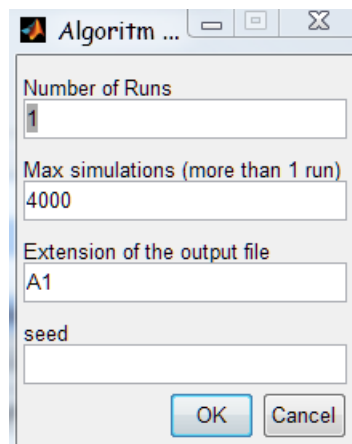 Algoritm ...
Number of Runs
1
Max simulations (more than 1 run)
4000
Extension of the output file
A1
seed
OK Cancel